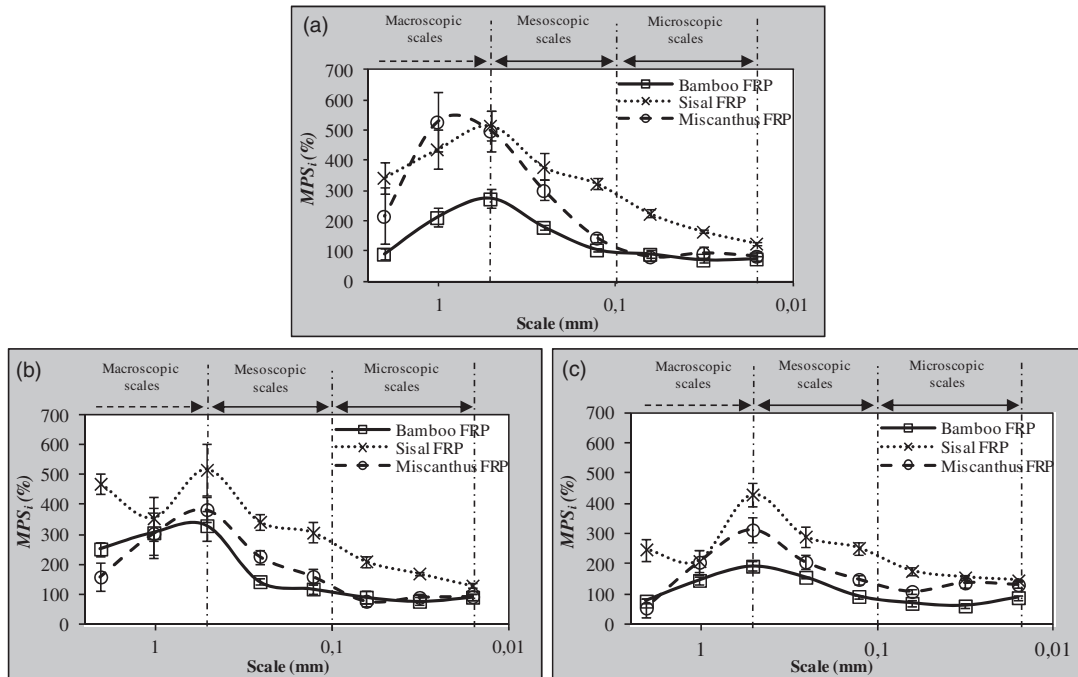 (a)
Macroscopic
scales
Mesoscopic
scales
Microscopic
scales
700
600
500
400
300
200
100
0
MPSi (%)
Bamboo FRP
Sisal FRP
Miscanthus FRP
1
0,1
0,01
Scale (mm)
(b)
Macroscopic
scales
Mesoscopic
scales
Microscopic
scales
700
600
500
400
300
200
100
0
MPSi (%)
Bamboo FRP
Sisal FRP
Miscanthus FRP
1
0,1
0,01
Scale (mm)
(c)
Macroscopic
scales
Mesoscopic
scales
Microscopic
scales
700
600
500
400
300
200
100
0
MPSi (%)
Bamboo FRP
Sisal FRP
Miscanthus FRP
1
0,1
0,01
Scale (mm)